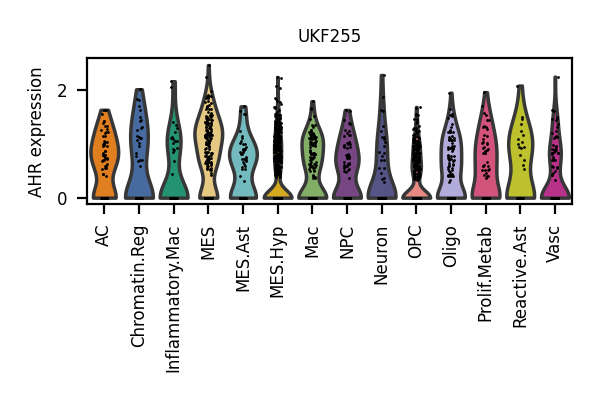 UKF255
AHR expression
2
0
AC
Chromatin.Reg
Inflammatory.Mac
MES
MES.Ast
MES.Hyp
Mac
NPC
Neuron
OPC
Oligo
Prolif.Metab
Reactive.Ast
Vasc